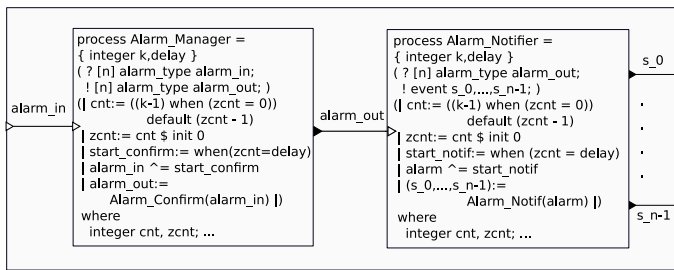 alarm_in
process Alarm_Manager =
{ integer k,delay }
( ? [n] alarm_type alarm_in;
! [n] alarm_type alarm_out; )
(| cnt:= ((k-1) when (zcnt = 0))
default (zcnt - 1)
| zcnt:= cnt $ init 0
| start_confirm:= when(zcnt=delay)
| alarm_in ^= start_confirm
| alarm_out:=
Alarm_Confirm(alarm_in) |)
where
integer cnt, zcnt; ...
alarm_out
process Alarm_Notifier =
{ integer k,delay }
( ? [n] alarm_type alarm_out;
! event s_0,...,s_n-1; )
(| cnt:= ((k-1) when (zcnt = 0))
default (zcnt - 1)
| zcnt:= cnt $ init 0
| start_notif:= when (zcnt = delay)
| alarm ^= start_notif
| (s_0,...,s_n-1):=
Alarm_Notif(alarm) |)
where
integer cnt, zcnt; ...
s_0
.
.
.
.
s_n-1